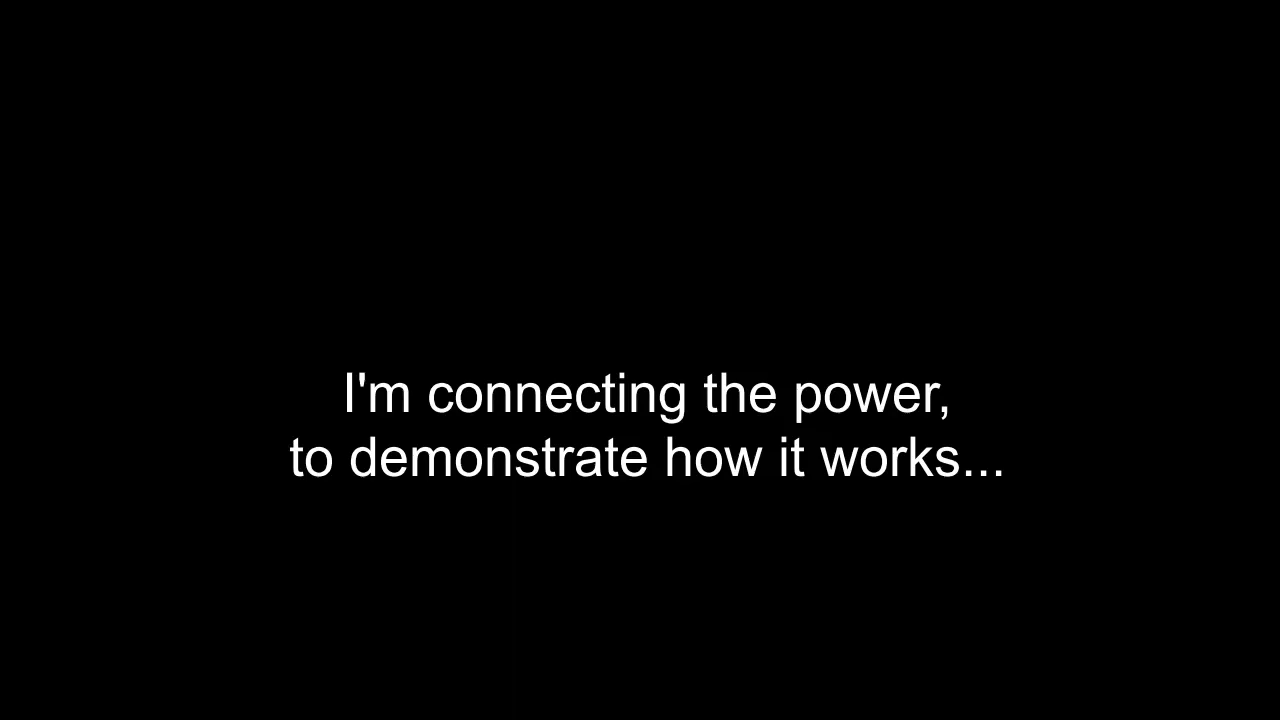 I'm connecting the power,
to demonstrate how it works...